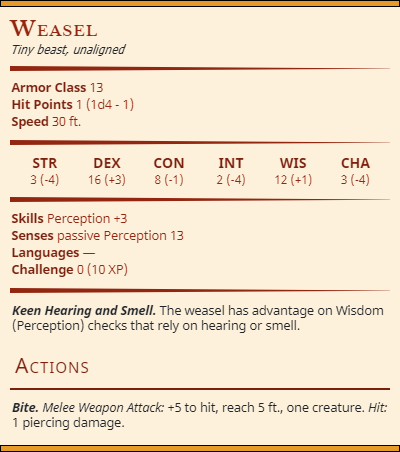 Weasel
Tiny beast, unaligned
Armor Class 13
Hit Points 1 (1d4 - 1)
Speed 30 ft.
STR DEX CON INT WIS CHA
3 (-4) 16 (+3) 8 (-1) 2 (-4) 12 (+1) 3 (-4)
Skills Perception +3
Senses passive Perception 13
Languages —
Challenge 0 (10 XP)
Keen Hearing and Smell. The weasel has advantage on Wisdom
(Perception) checks that rely on hearing or smell.
Actions
Bite. Melee Weapon Attack: +5 to hit, reach 5 ft., one creature. Hit:
1 piercing damage.